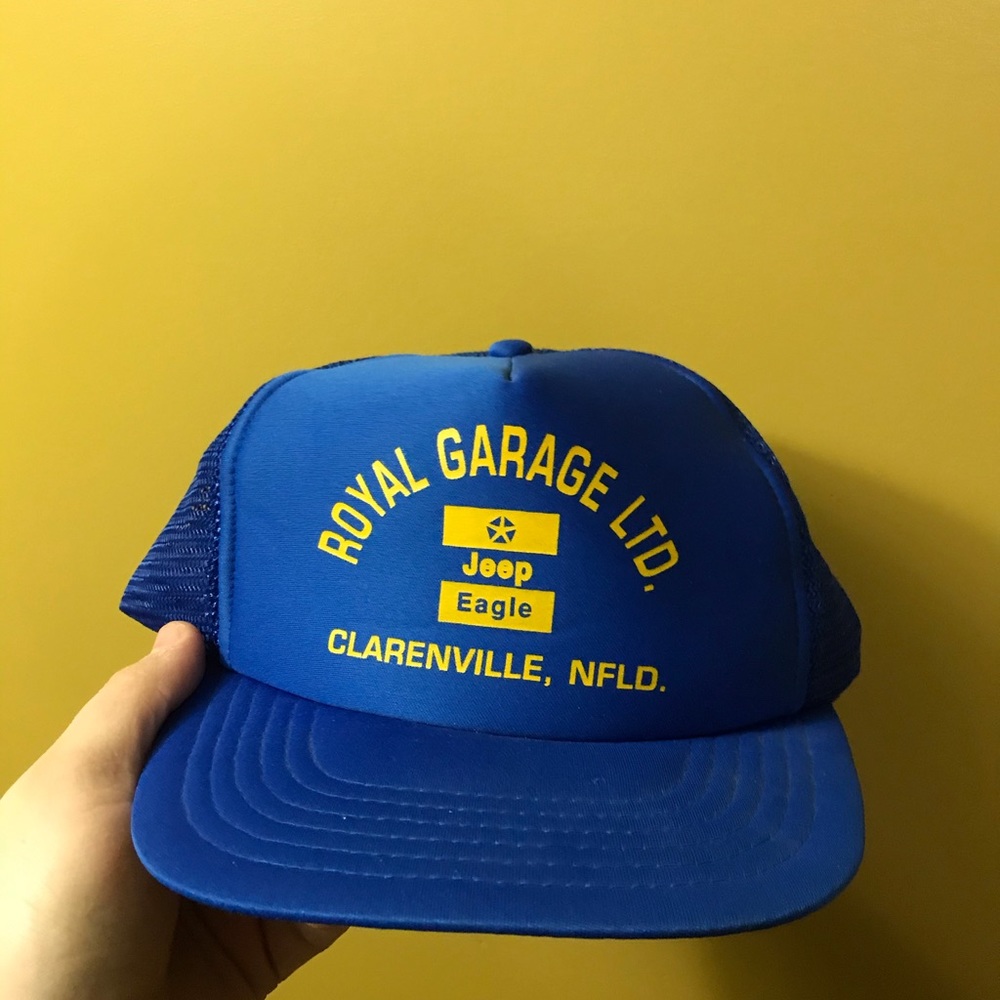 ROYAL GARAGE LTD.
Jeep
Eagle
CLARENVILLE, NFLD.